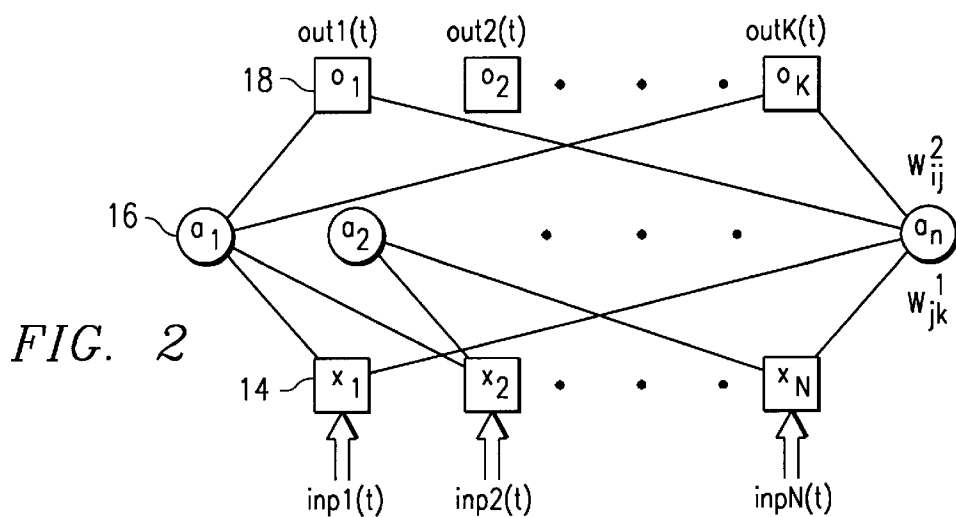 out1(t) out2(t) outK(t)
18 o1 o2 oK
W²ij
16 a1 a2 an
W¹jk
FIG. 2
14 x1 x2 xN
inp1(t) inp2(t) inpN(t)